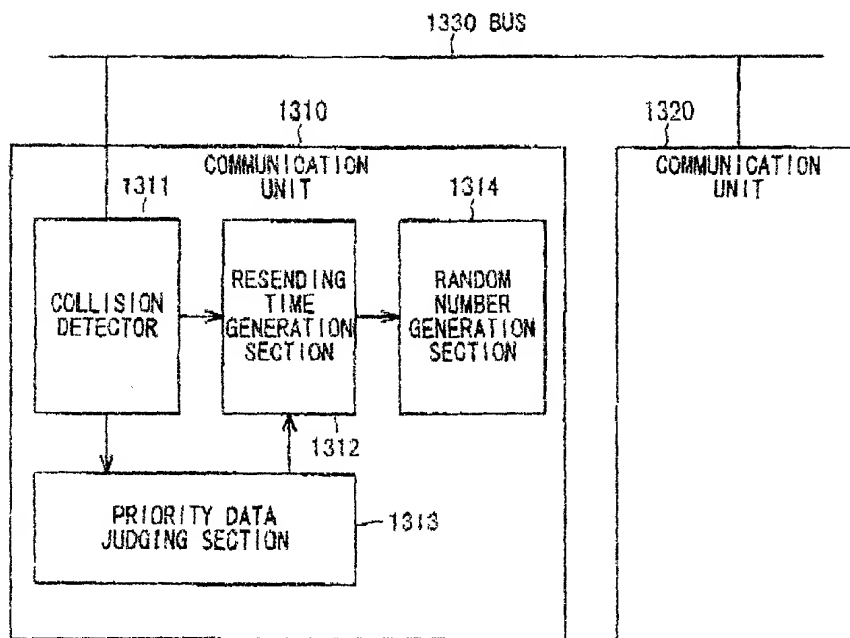 1330 BUS
1310
1320
COMMUNICATION
UNIT
COMMUNICATION
UNIT
1311
1314
COLLISION
DETECTOR
RESENDING
TIME
GENERATION
SECTION
RANDOM
NUMBER
GENERATION
SECTION
1312
PRIORITY DATA
JUDGING SECTION
1313